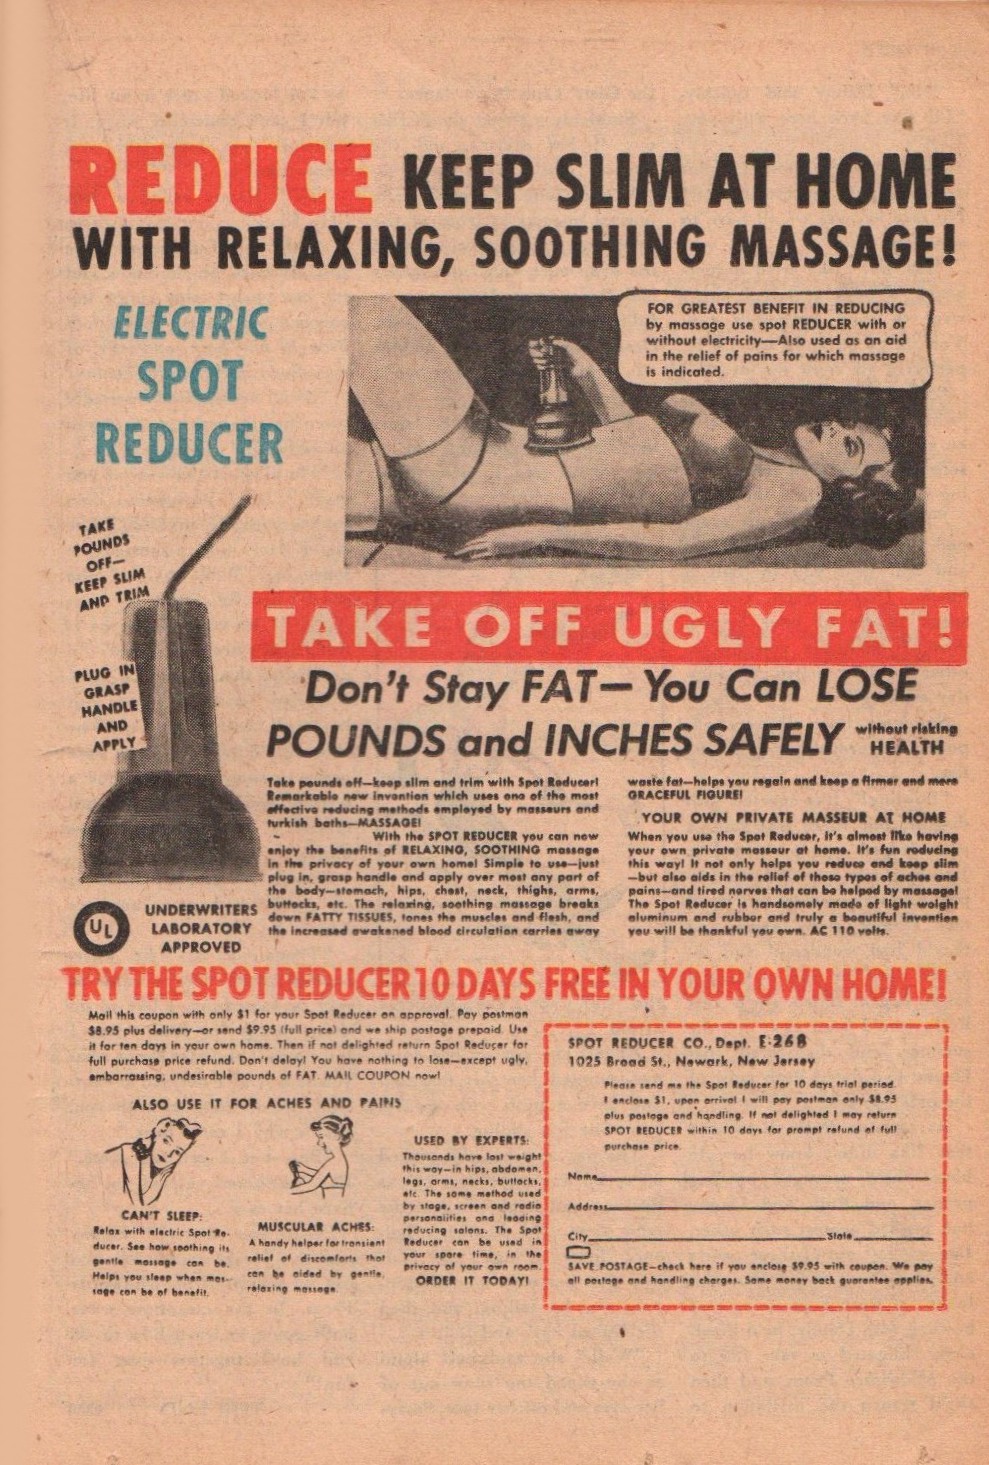 REDUCE KEEP SLIM AT HOME
WITH RELAXING, SOOTHING MASSAGE!
ELECTRIC
SPOT
REDUCER
FOR GREATEST BENEFIT IN REDUCING
by massage use spot REDUCER with or
without electricity—Also used as an aid
in the relief of pains for which massage
is indicated.
TAKE
POUNDS
OFF—
KEEP SLIM
AND TRIM
PLUG IN
GRASP
HANDLE
AND
APPLY
TAKE OFF UGLY FAT!
Don't Stay FAT—You Can LOSE
POUNDS and INCHES SAFELY without risking
HEALTH
Take pounds off—keep slim and trim with Spot Reducer!
Remarkable new invention which uses one of the most
effective reducing methods employed by masseurs and
turkish baths—MASSAGE!
With the SPOT REDUCER you can now
enjoy the benefits of RELAXING, SOOTHING massage
in the privacy of your own home! Simple to use—just
plug in, grasp handle and apply over most any part of
the body—stomach, hips, chest, neck, thighs, arms,
buttocks, etc. The relaxing, soothing massage breaks
down FATTY TISSUES, tones the muscles and flesh, and
the increased awakened blood circulation carries away
waste fat—helps you regain and keep a firmer and more
GRACEFUL FIGURE!
YOUR OWN PRIVATE MASSEUR AT HOME
When you use the Spot Reducer, it's almost like having
your own private masseur at home. It's fun reducing
this way! It not only helps you reduce and keep slim
—but also aids in the relief of those types of aches and
pains—and tired nerves that can be helped by massage!
The Spot Reducer is handsomely made of light weight
aluminum and rubber and truly a beautiful invention
you will be thankful you own. AC 110 volts.
UL
UNDERWRITERS
LABORATORY
APPROVED
TRY THE SPOT REDUCER 10 DAYS FREE IN YOUR OWN HOME!
Mail this coupon with only $1 for your Spot Reducer on approval. Pay postman
$8.95 plus delivery—or send $9.95 (full price) and we ship postage prepaid. Use
it for ten days in your own home. Then if not delighted return Spot Reducer for
full purchase price refund. Don't delay! You have nothing to lose—except ugly,
embarrassing, undesirable pounds of FAT. MAIL COUPON now!
ALSO USE IT FOR ACHES AND PAINS
CAN'T SLEEP:
Relax with electric Spot Re-
ducer. See how soothing its
gentle massage can be.
Helps you sleep when mas-
sage can be of benefit.
MUSCULAR ACHES:
A handy helper for transient
relief of discomforts that
can be aided by gentle,
relaxing massage.
USED BY EXPERTS:
Thousands have lost weight
this way—in hips, abdomen,
legs, arms, necks, buttocks,
etc. The same method used
by stage, screen and radio
personalities and leading
reducing salons. The Spot
Reducer can be used in
your spare time, in the
privacy of your own room.
ORDER IT TODAY!
SPOT REDUCER CO., Dept. E-268
1025 Broad St., Newark, New Jersey
Please send me the Spot Reducer for 10 days trial period.
I enclose $1, upon arrival I will pay postman only $8.95
plus postage and handling. If not delighted I may return
SPOT REDUCER within 10 days for prompt refund of full
purchase price.
Name
Address
City State
SAVE POSTAGE—check here if you enclose $9.95 with coupon. We pay
all postage and handling charges. Same money back guarantee applies.